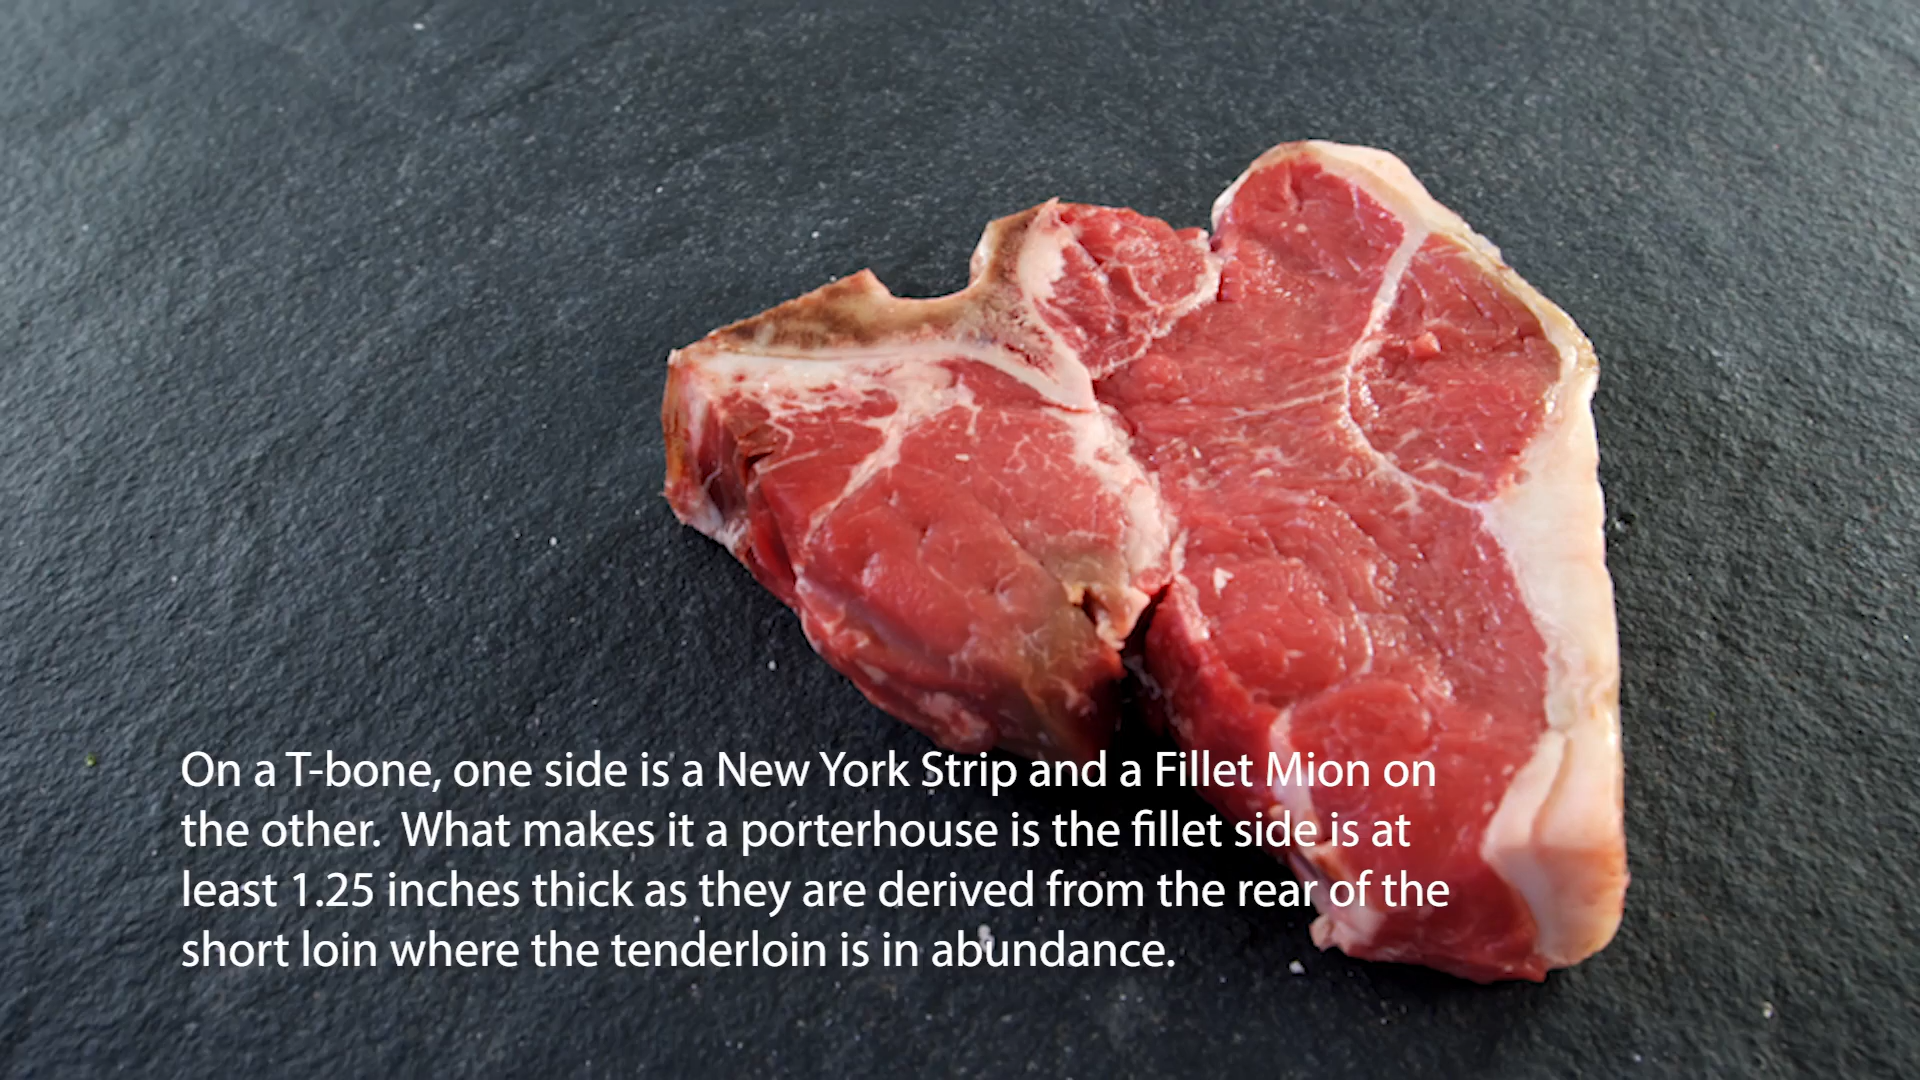 On a T-bone, one side is a New York Strip and a Fillet Mion on
the other.  What makes it a porterhouse is the fillet side is at
least 1.25 inches thick as they are derived from the rear of the
short loin where the tenderloin is in abundance.